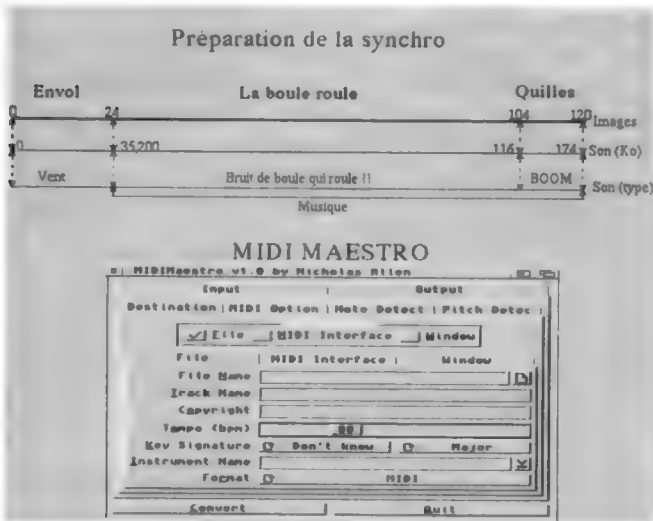 Préparation de la synchro
Envol La boule roule Quilles
0 24 104 120 Images
0 35,200 116 174 Son (Ko)
Vent Bruit de boule qui roule !! BOOM Son (type)
Musique
MIDI MAESTRO
MIDIMaestro v1.0 by Nicholas Allen
Input Output
Destination MIDI Option Note Detect Pitch Detec
File MIDI Interface Window
File MIDI Interface Window
File Name
Track Name
Copyright
Tempo (bpm) 80
Key Signature Don't know Major
Instrument Name
Format MIDI
Convert Quit